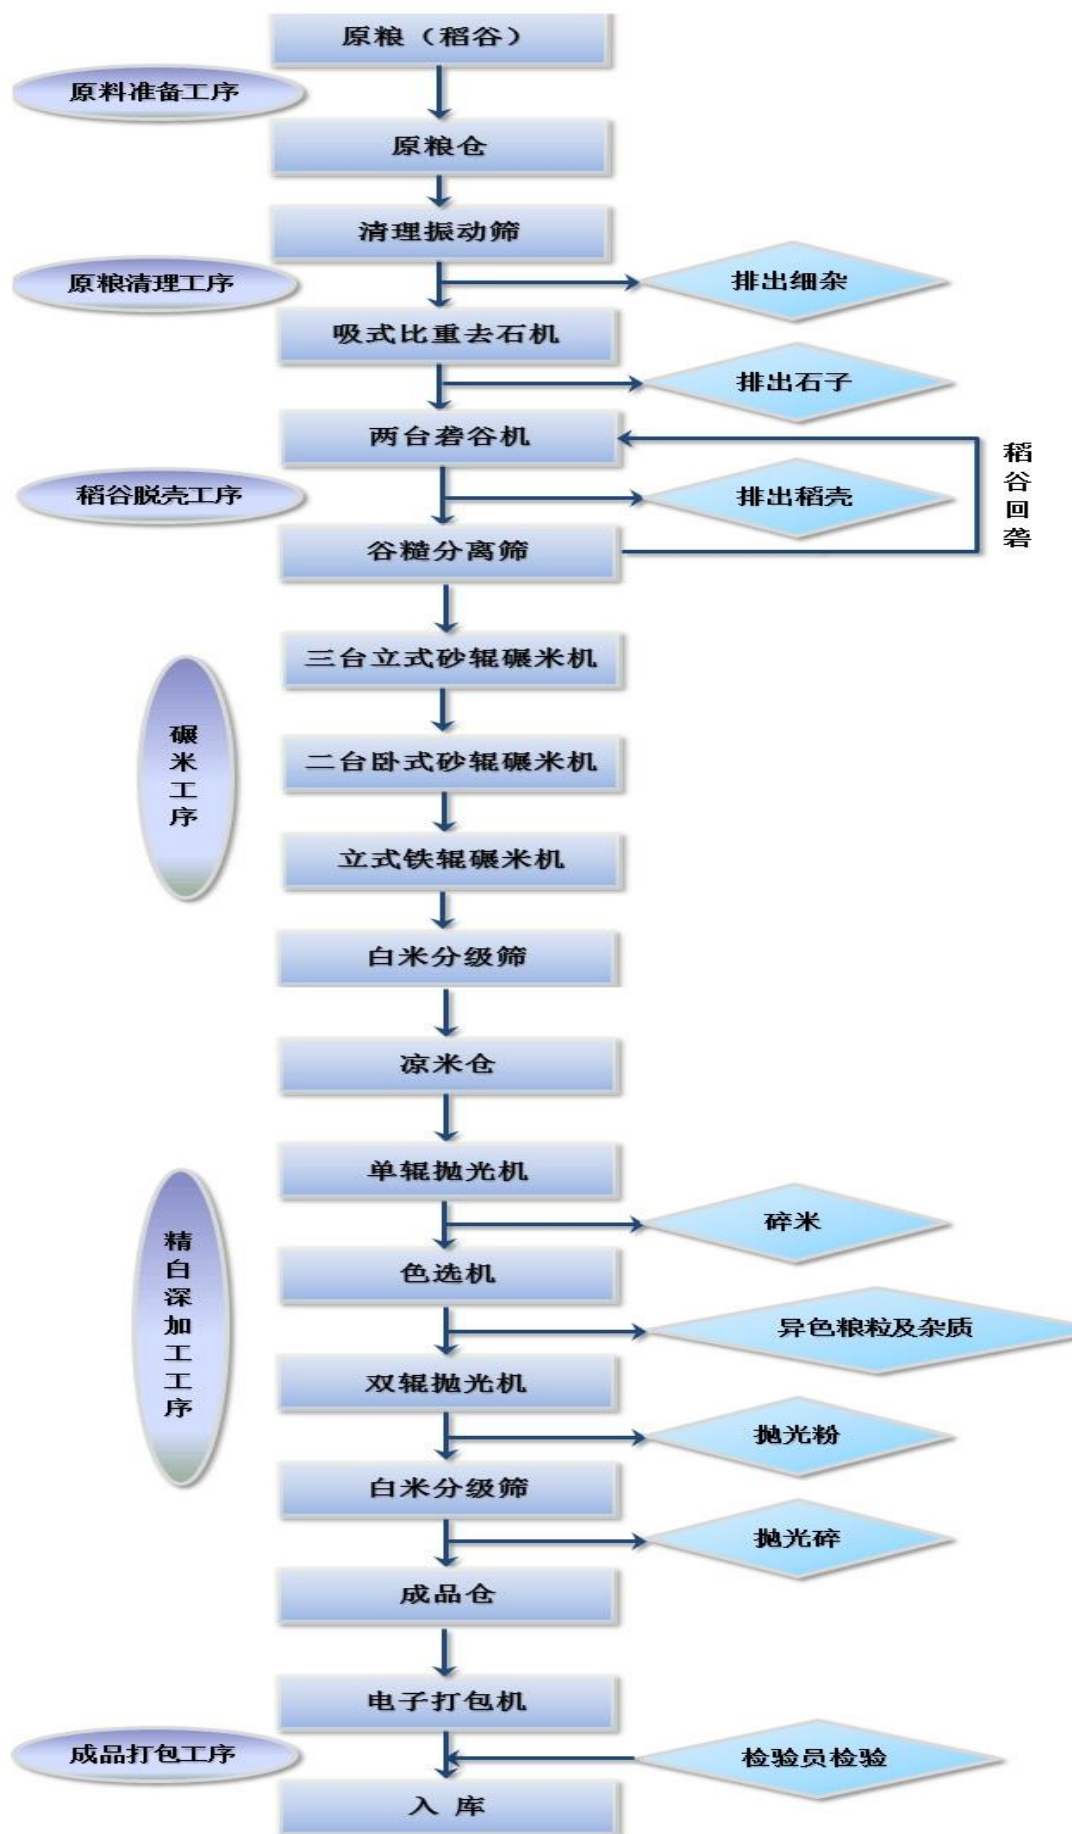 原粮（稻谷）
原料准备工序
原粮仓
清理振动筛
原粮清理工序
排出细杂
吸式比重去石机
排出石子
两台砻谷机
稻谷回砻
稻谷脱壳工序
排出稻壳
谷糙分离筛
三台立式砂辊碾米机
碾米工序
二台卧式砂辊碾米机
立式铁辊碾米机
白米分级筛
凉米仓
单辊抛光机
精白深加工工序
碎米
色选机
异色粮粒及杂质
双辊抛光机
抛光粉
白米分级筛
抛光碎
成品仓
电子打包机
成品打包工序
检验员检验
入 库